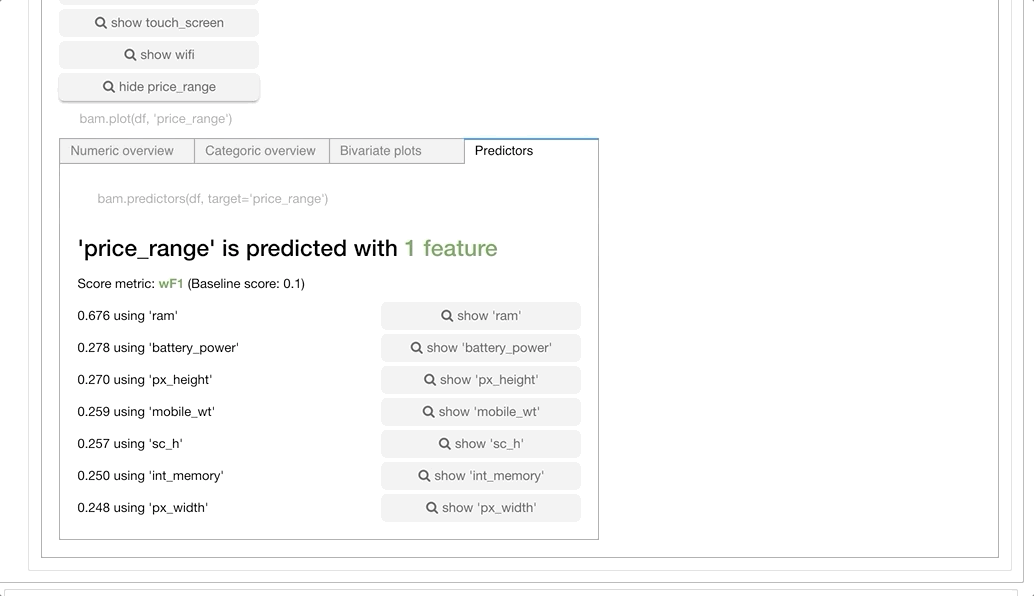 show touch_screen
show wifi
hide price_range
bam.plot(df, 'price_range')
Numeric overview Categoric overview Bivariate plots Predictors
bam.predictors(df, target='price_range')
'price_range' is predicted with 1 feature
Score metric: wF1 (Baseline score: 0.1)
0.676 using 'ram' show 'ram'
0.278 using 'battery_power' show 'battery_power'
0.270 using 'px_height' show 'px_height'
0.259 using 'mobile_wt' show 'mobile_wt'
0.257 using 'sc_h' show 'sc_h'
0.250 using 'int_memory' show 'int_memory'
0.248 using 'px_width' show 'px_width'